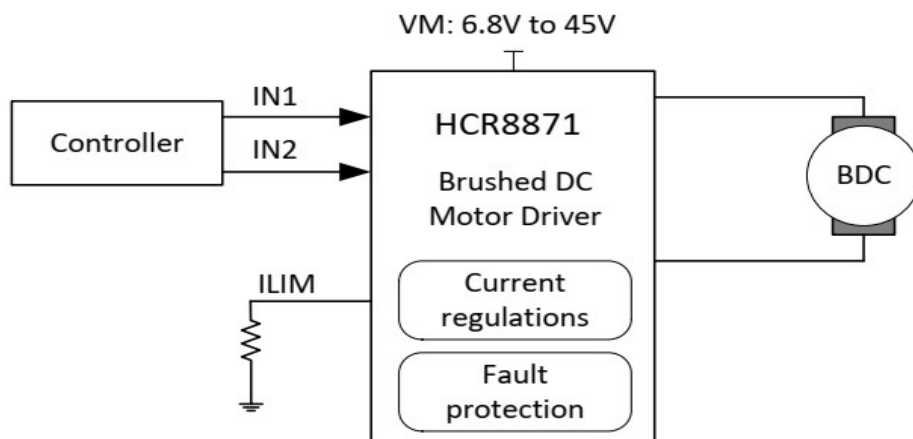 VM: 6.8V to 45V
IN1
Controller
IN2
HCR8871
Brushed DC
Motor Driver
BDC
ILIM
Current
regulations
Fault
protection